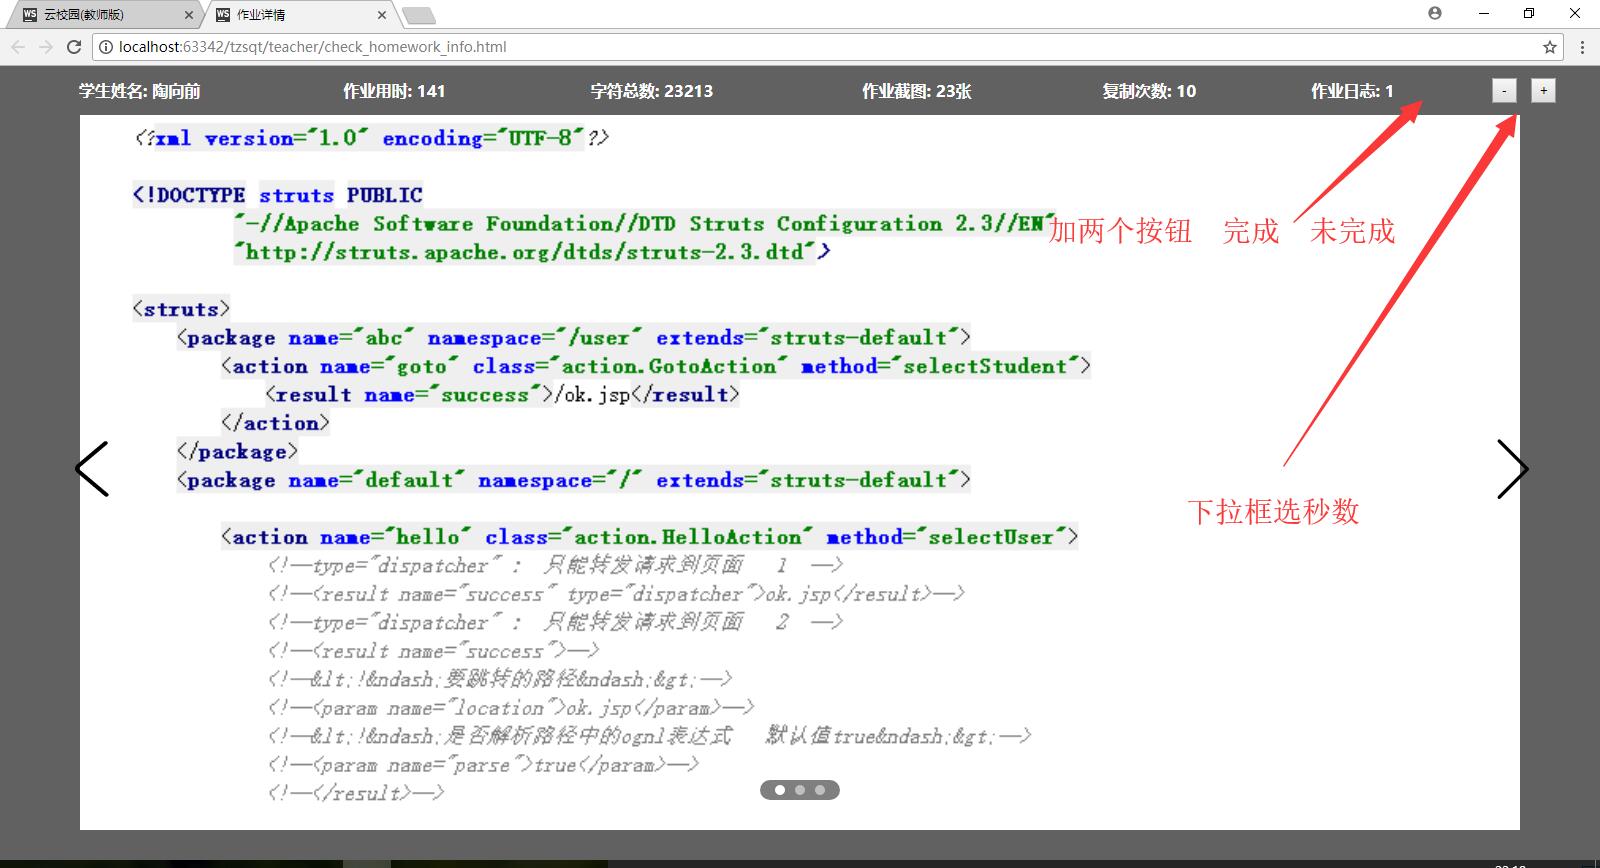 云校园(教师版)
作业详情
localhost:63342/tzsqt/teacher/check_homework_info.html
学生姓名: 陶向前 作业用时: 141 字符总数: 23213 作业截图: 23张 复制次数: 10 作业日志: 1 - +
<?xml version="1.0" encoding="UTF-8"?>
<!DOCTYPE struts PUBLIC
"-//Apache Software Foundation//DTD Struts Configuration 2.3//EN"
加两个按钮 完成 未完成
"http://struts.apache.org/dtds/struts-2.3.dtd">
<struts>
<package name="abc" namespace="/user" extends="struts-default">
<action name="goto" class="action.GotoAction" method="selectStudent">
<result name="success">/ok.jsp</result>
</action>
</package>
<package name="default" namespace="/" extends="struts-default">
下拉框选秒数
<action name="hello" class="action.HelloAction" method="selectUser">
<!--type="dispatcher" : 只能转发请求到页面 1 -->
<!--<result name="success" type="dispatcher">ok.jsp</result>-->
<!--type="dispatcher" : 只能转发请求到页面 2 -->
<!--<result name="success">-->
<!--&lt;!&ndash;要跳转的路径&ndash;&gt;-->
<!--<param name="location">ok.jsp</param>-->
<!--&lt;!&ndash;是否解析路径中的ognl表达式 默认值true&ndash;&gt;-->
<!--<param name="parse">true</param>-->
<!--</result>-->